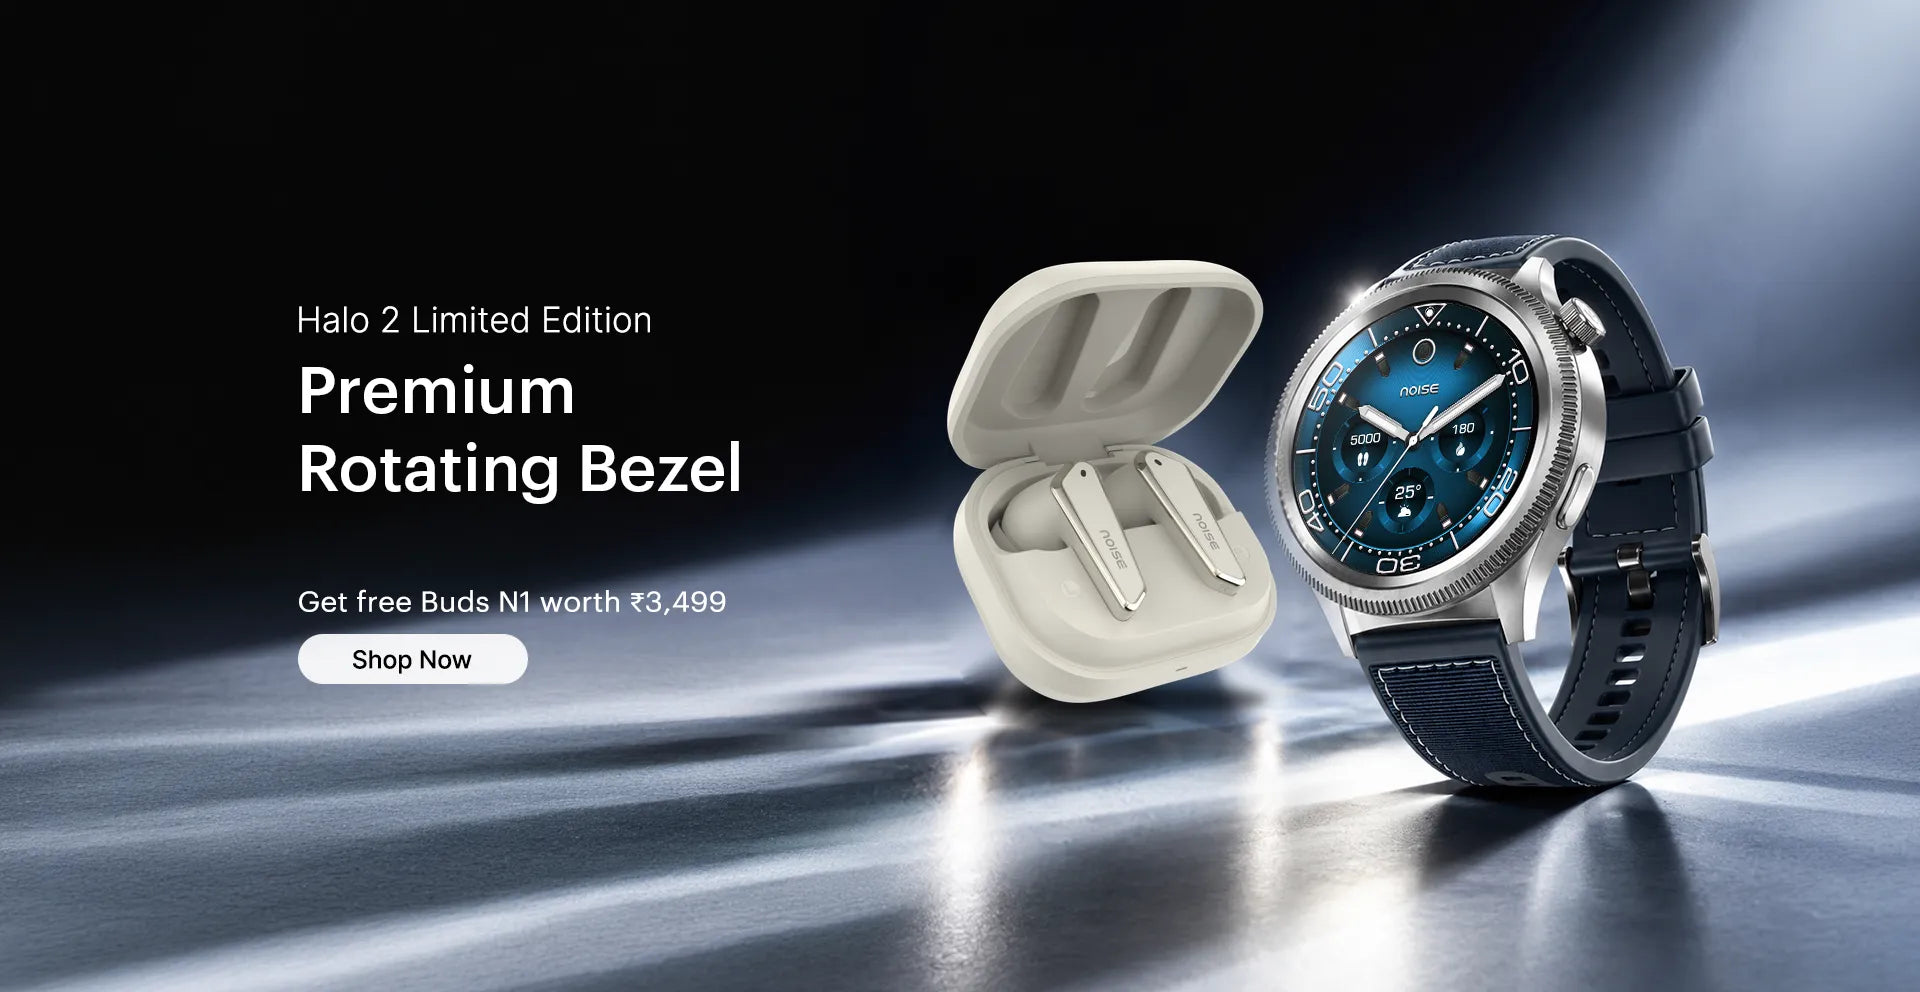 Halo 2 Limited Edition
Premium
Rotating Bezel
Get free Buds N1 worth ₹3,499
Shop Now
noise
noise
noise
10
20
30
40
50
5000
180
25°